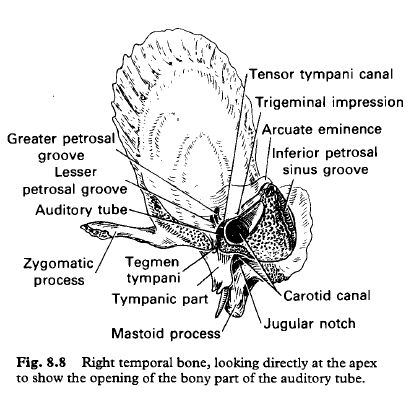 Tensor tympani canal
Trigeminal impression
Arcuate eminence
Inferior petrosal
sinus groove
Greater petrosal
groove
Lesser
petrosal groove
Auditory tube
Zygomatic
process
Tegmen
tympani
Tympanic part
Mastoid process
Carotid canal
Jugular notch
Fig. 8.8 Right temporal bone, looking directly at the apex
to show the opening of the bony part of the auditory tube.